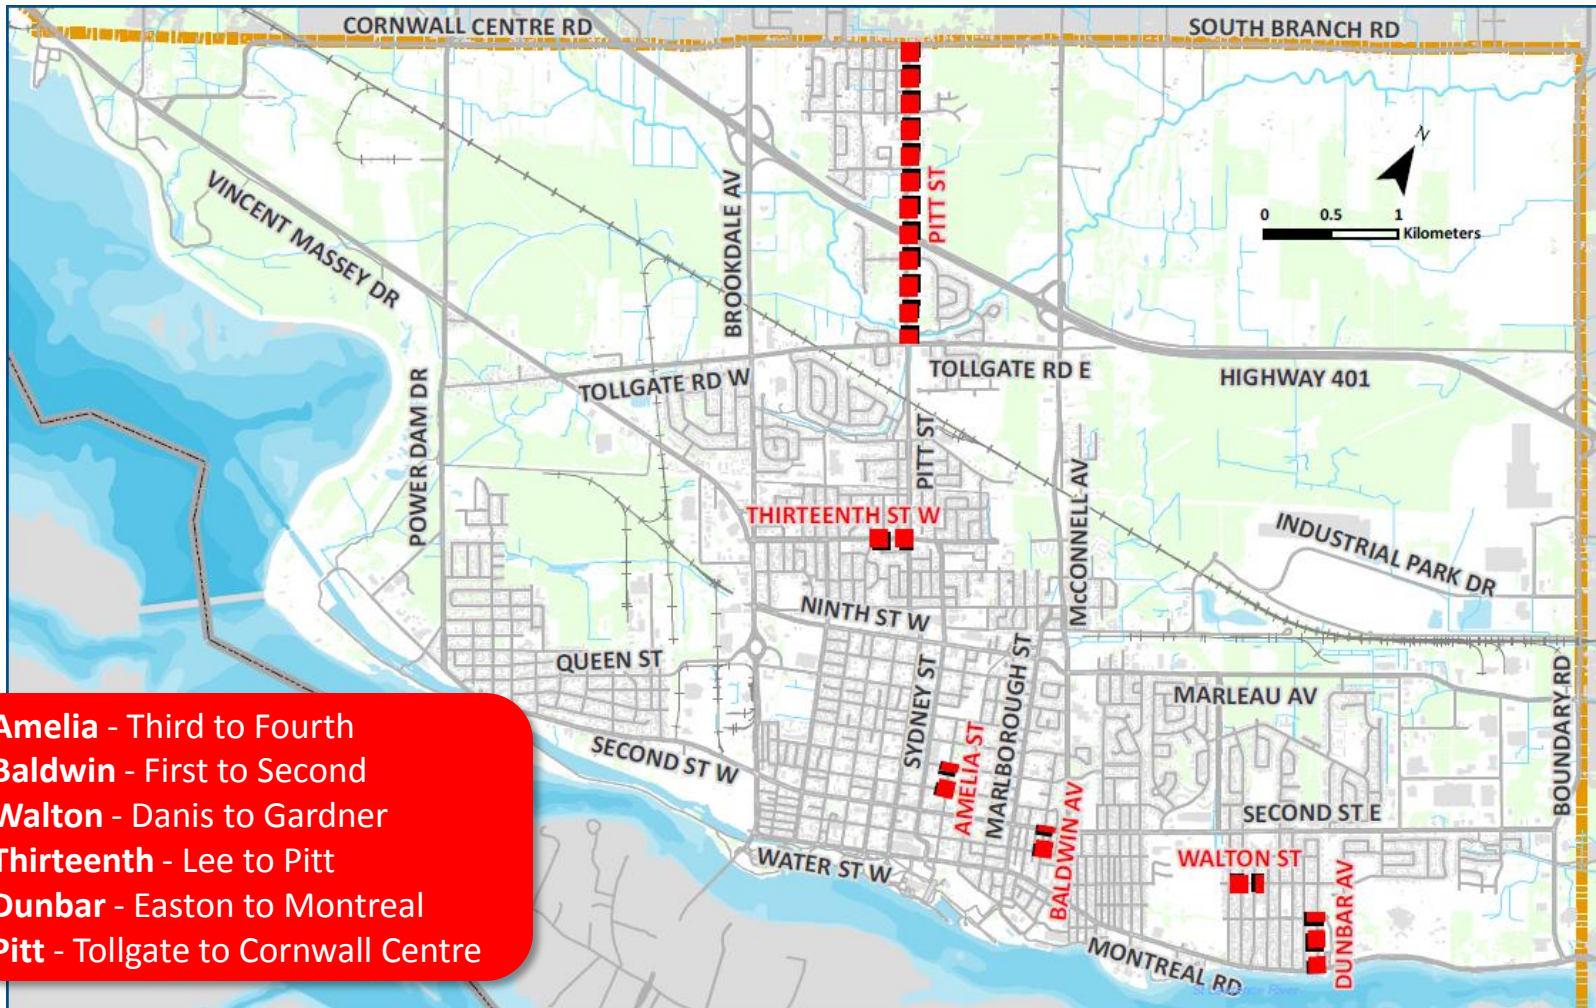 CORNWALL CENTRE RD
SOUTH BRANCH RD
N
0 0.5 1
Kilometers
PITT ST
VINCENT MASSEY DR
BROOKDALE AV
TOLLGATE RD W
TOLLGATE RD E
HIGHWAY 401
POWER DAM DR
PITT ST
McCONNELL AV
THIRTEENTH ST W
INDUSTRIAL PARK DR
NINTH ST W
QUEEN ST
SYDNEY ST
MARLBOROUGH ST
MARLEAU AV
BOUNDARY RD
SECOND ST W
AMELIA ST
BALDWIN AV
SECOND ST E
WATER ST W
WALTON ST
DUNBAR AV
MONTREAL RD
St Lawrence River
Amelia - Third to Fourth
Baldwin - First to Second
Walton - Danis to Gardner
Thirteenth - Lee to Pitt
Dunbar - Easton to Montreal
Pitt - Tollgate to Cornwall Centre